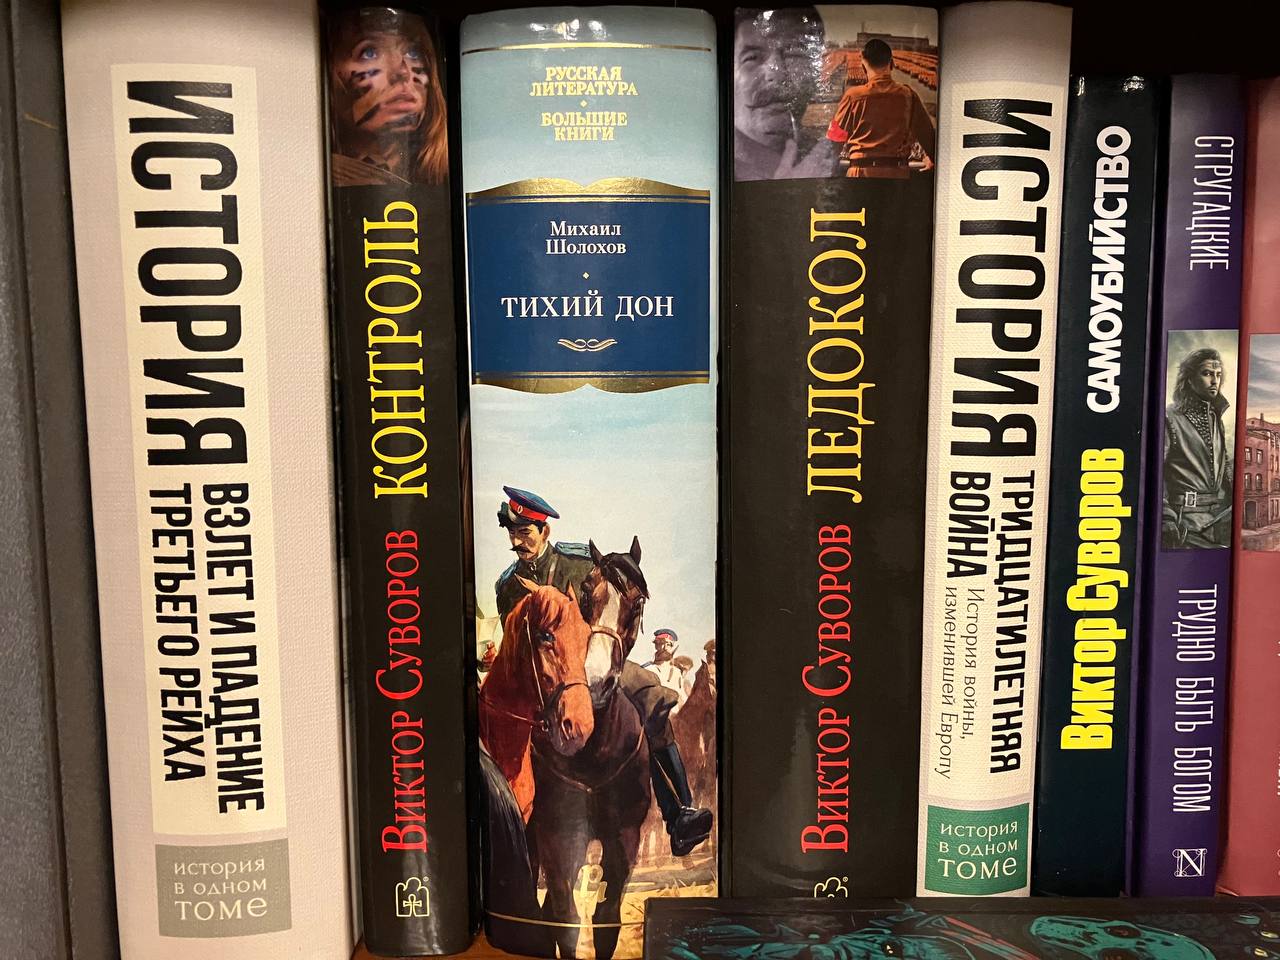 ИСТОРИЯ
ВЗЛЕТ И ПАДЕНИЕ
ТРЕТЬЕГО РЕЙХА
ИСТОРИЯ
В ОДНОМ
ТОМЕ
ВИКТОР СУВОРОВ КОНТРОЛЬ
РУССКАЯ
ЛИТЕРАТУРА
БОЛЬШИЕ
КНИГИ
Михаил
Шолохов
ТИХИЙ ДОН
ВИКТОР СУВОРОВ ЛЕДОКОЛ
ИСТОРИЯ
ТРИДЦАТИЛЕТНЯЯ
ВОЙНА
История войны,
изменившей Европу
ИСТОРИЯ
В ОДНОМ
ТОМЕ
ВИКТОР СУВОРОВ САМОУБИЙСТВО
СТРУГАЦКИЕ
ТРУДНО БЫТЬ БОГОМ
N